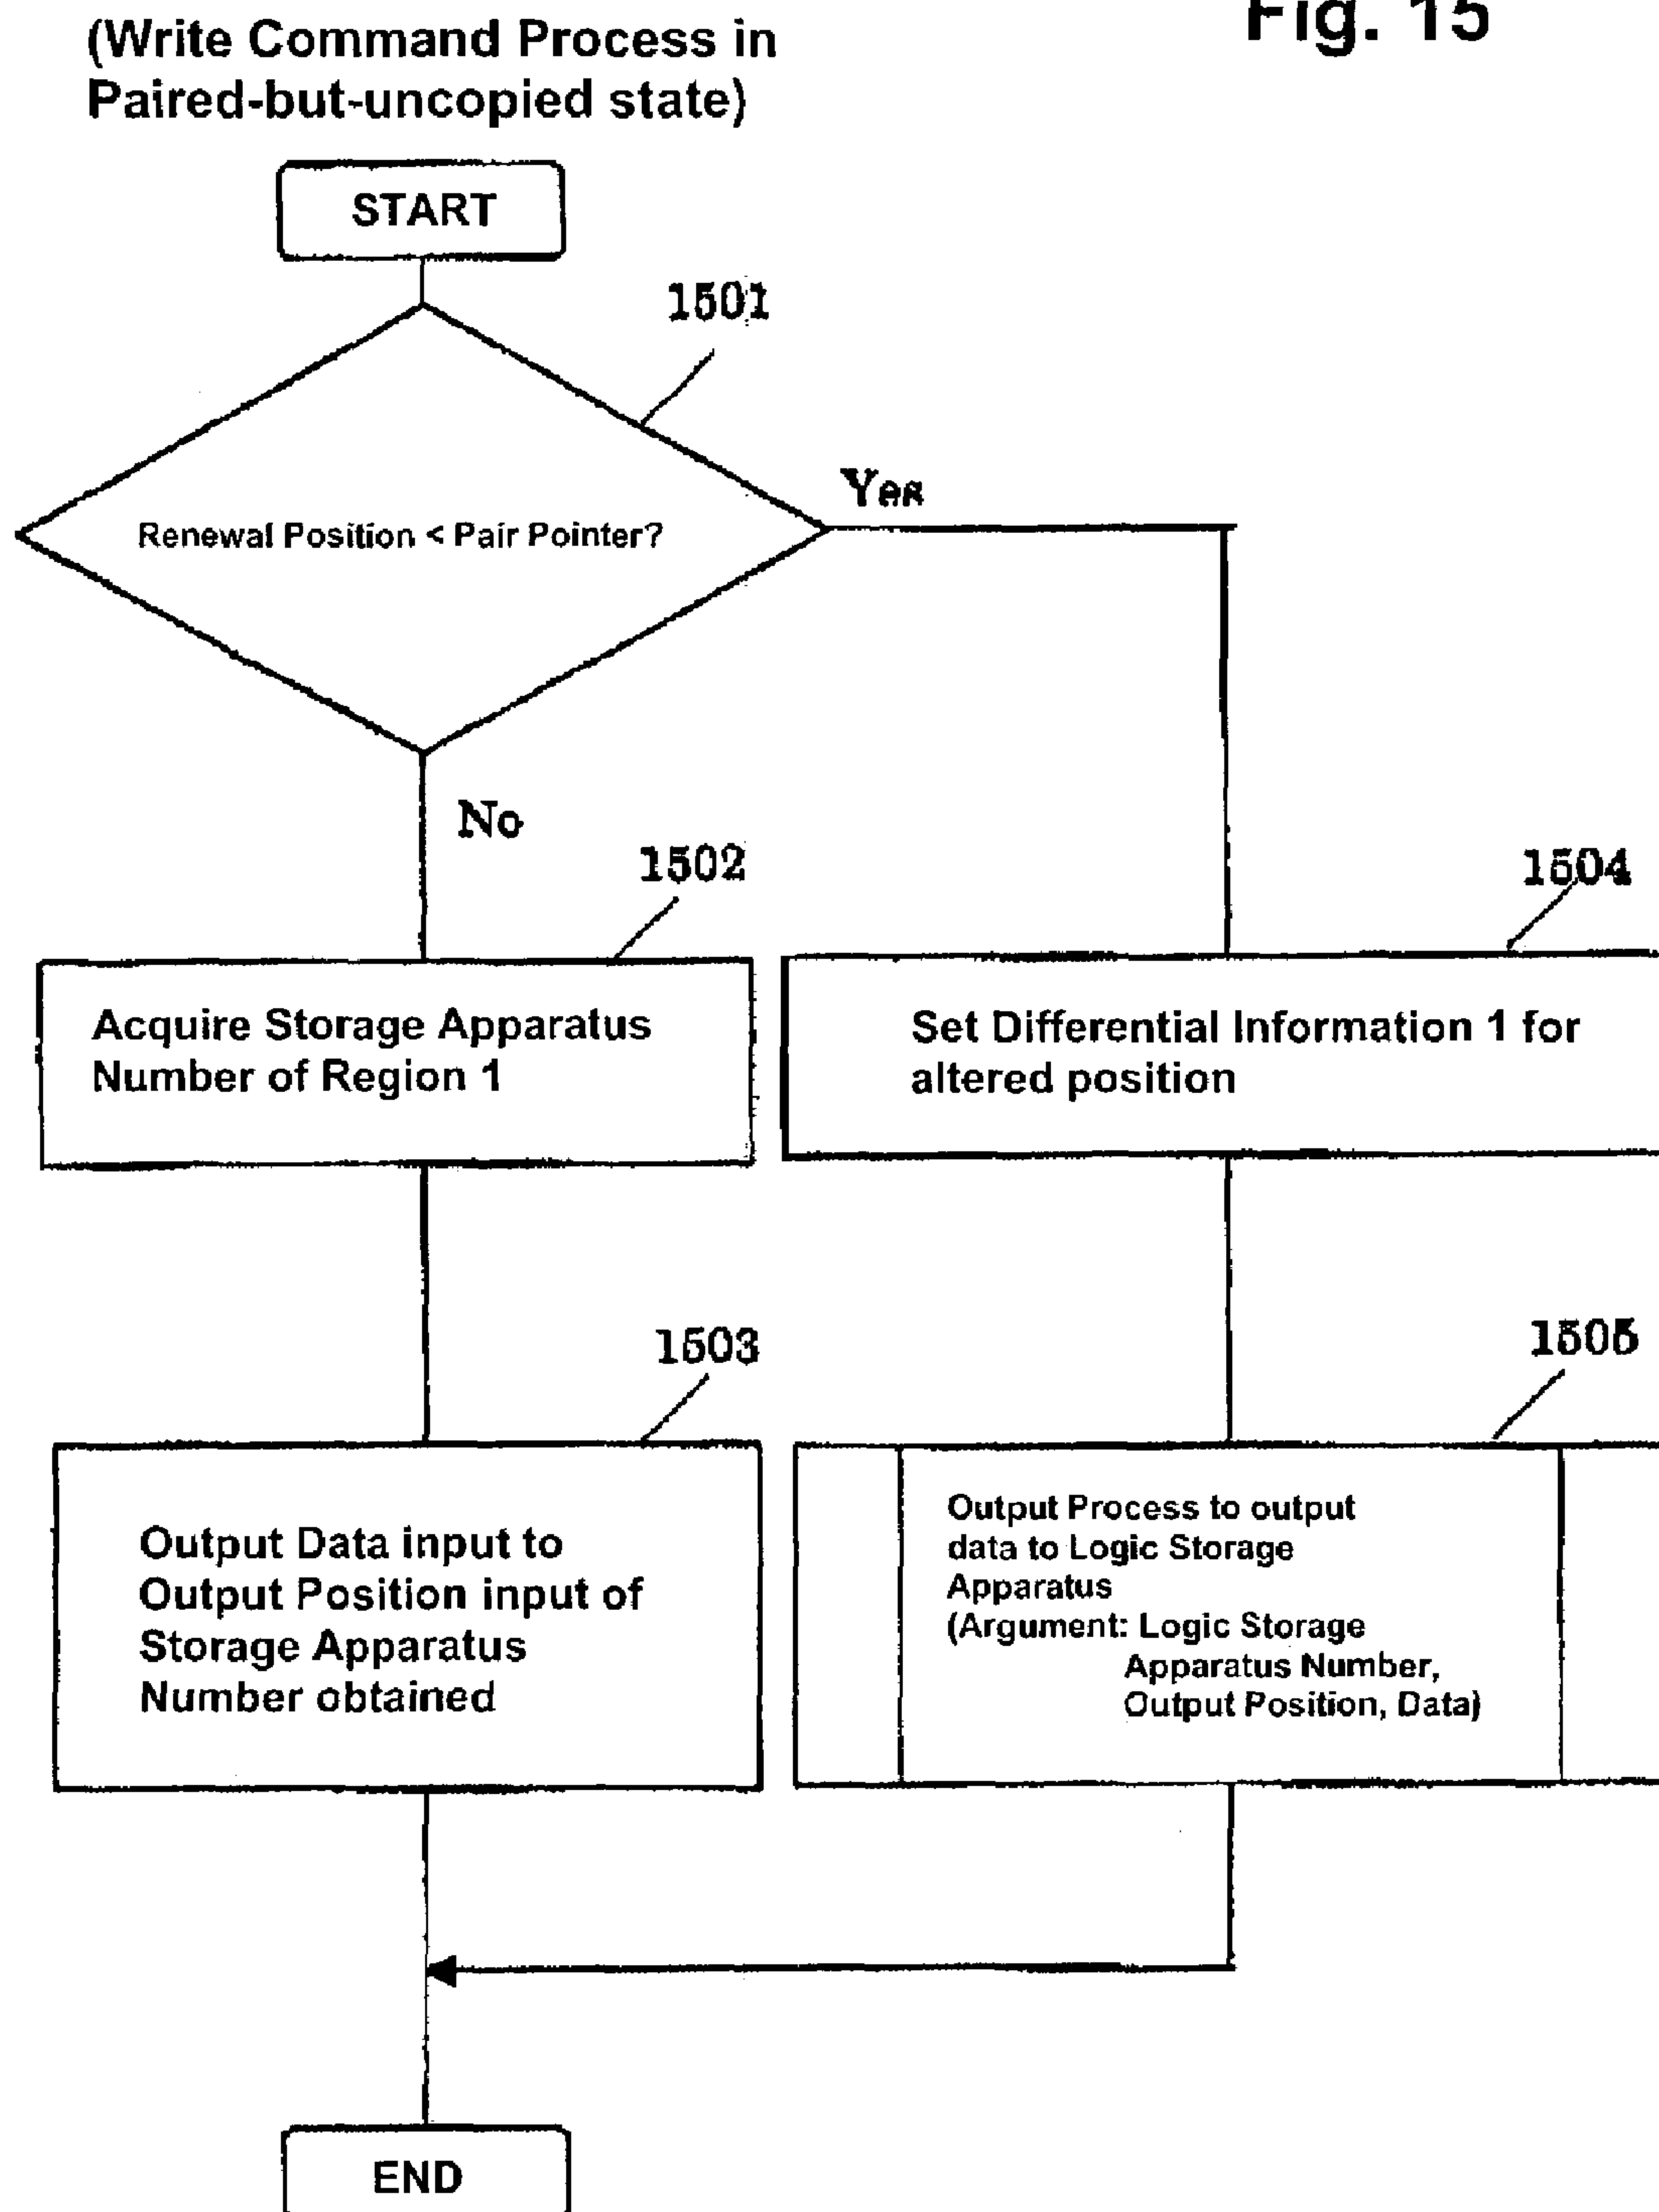 Fig. 15
(Write Command Process in
Paired-but-uncopied state)
START
1501
Renewal Position < Pair Pointer?
Yes
No
1502
Acquire Storage Apparatus
Number of Region 1
1504
Set Differential Information 1 for
altered position
1503
Output Data input to
Output Position input of
Storage Apparatus
Number obtained
1505
Output Process to output
data to Logic Storage
Apparatus
(Argument: Logic Storage
Apparatus Number,
Output Position, Data)
END